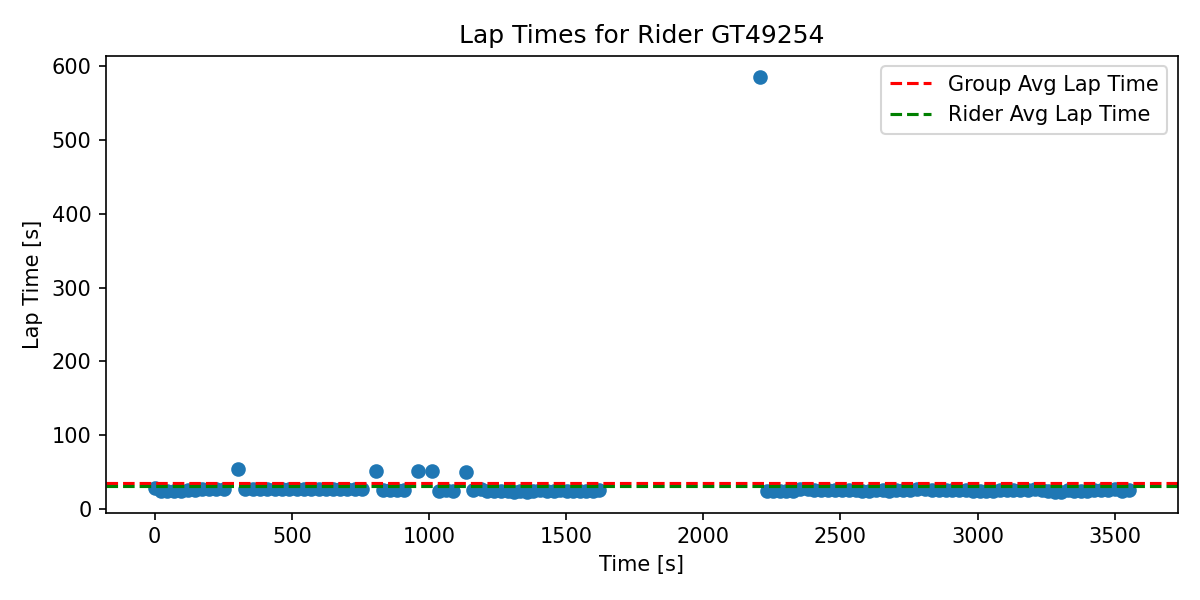 Lap Times for Rider GT49254
Group Avg Lap Time
Rider Avg Lap Time
Lap Time [s]
600
500
400
300
200
100
0
0 500 1000 1500 2000 2500 3000 3500
Time [s]